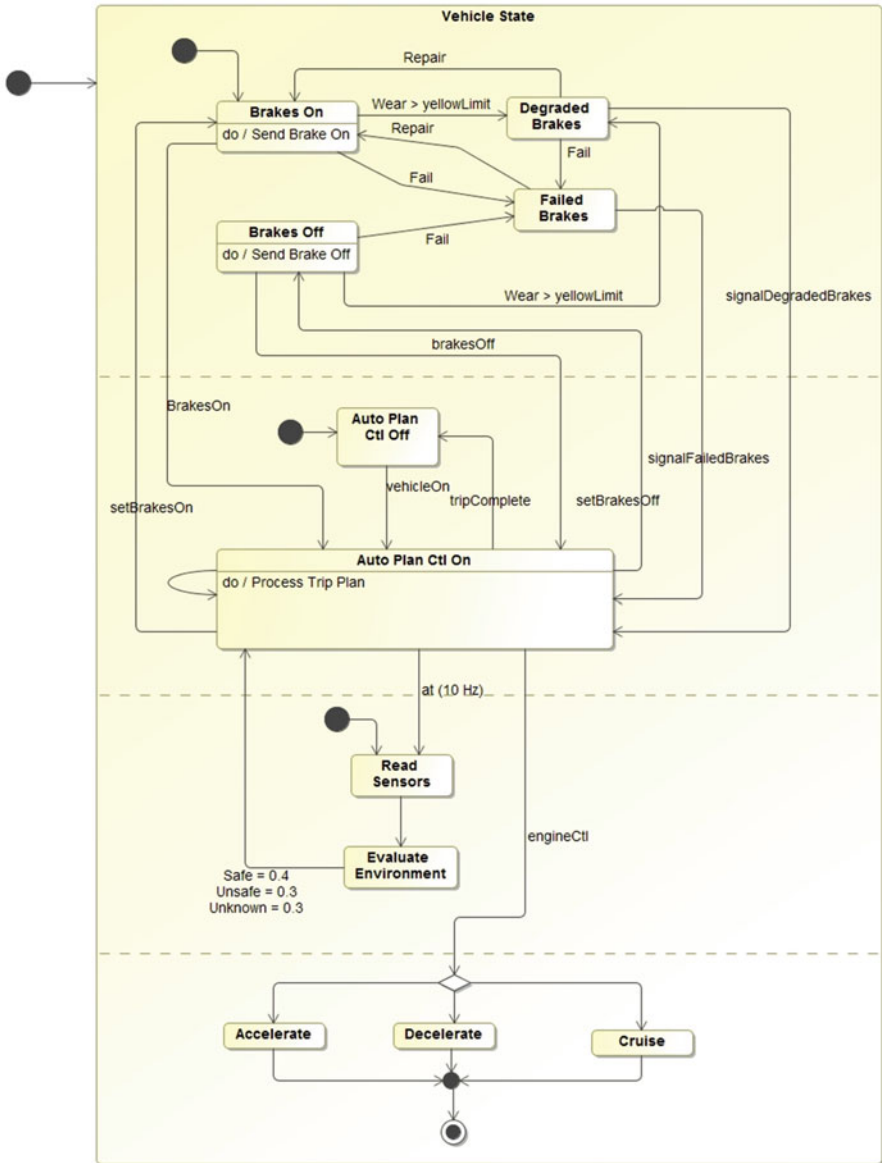 Vehicle State
Repair
Brakes On
do / Send Brake On
Wear > yellowLimit
Degraded
Brakes
Repair
Fail
Fail
Failed
Brakes
Brakes Off
do / Send Brake Off
Fail
Wear > yellowLimit
signalDegradedBrakes
brakesOff
BrakesOn
Auto Plan
Ctl Off
signalFailedBrakes
vehicleOn
tripComplete
setBrakesOff
setBrakesOn
Auto Plan Ctl On
do / Process Trip Plan
at (10 Hz)
Read
Sensors
engineCtl
Evaluate
Environment
Safe = 0.4
Unsafe = 0.3
Unknown = 0.3
Accelerate
Decelerate
Cruise